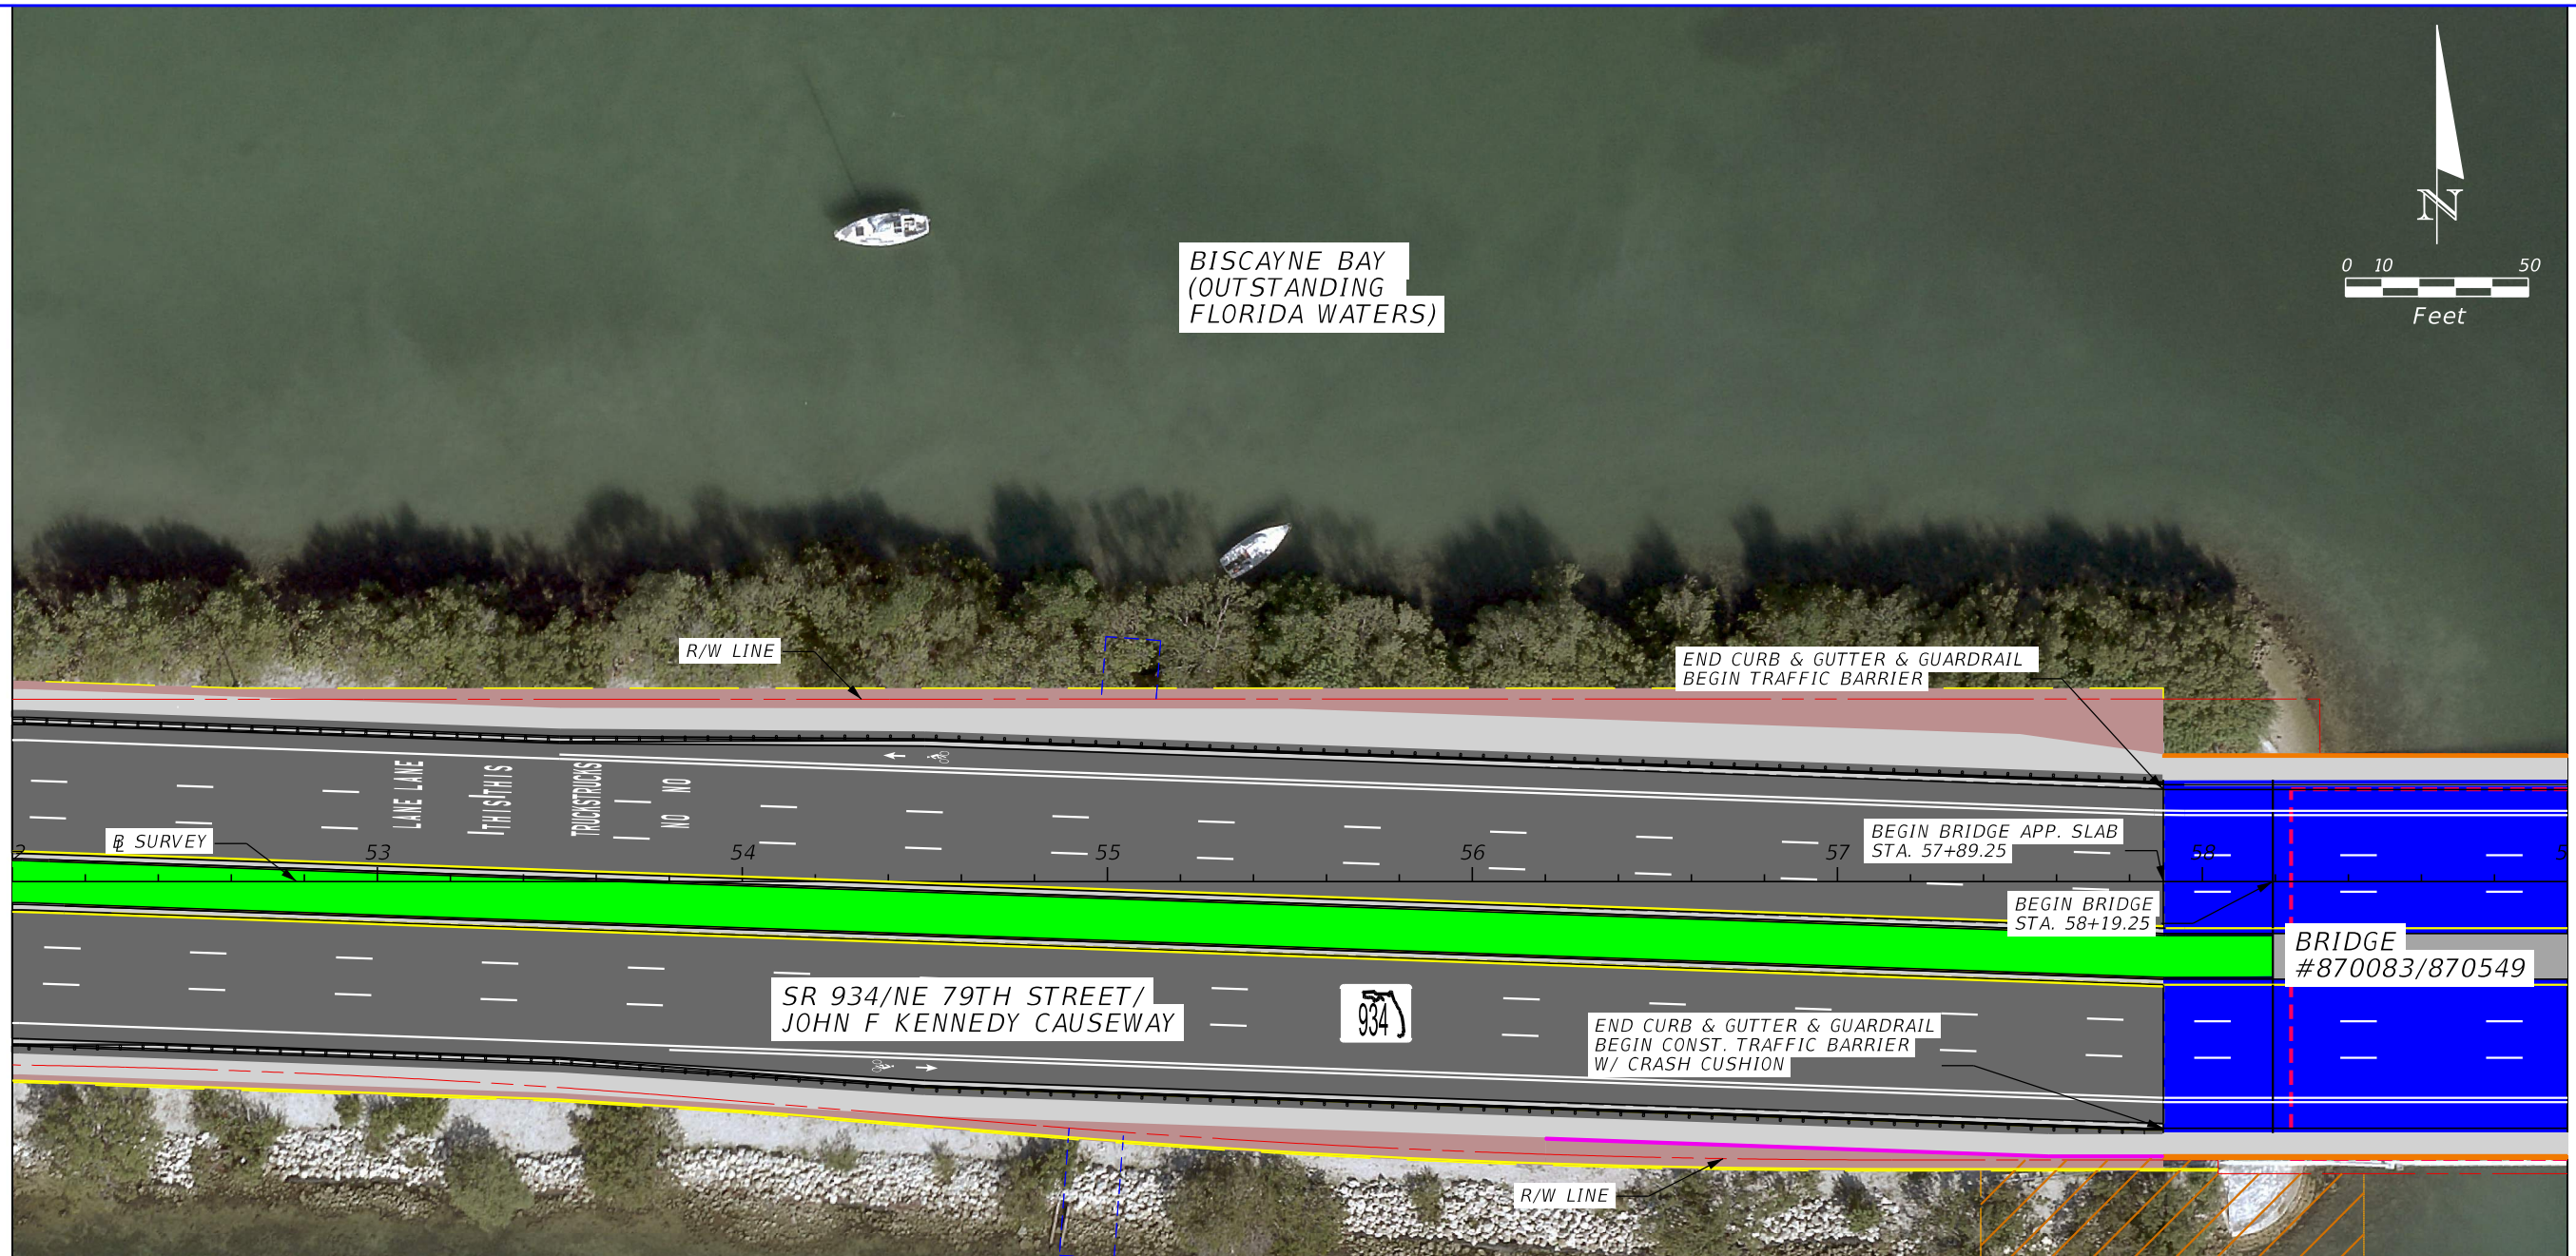 N
0 10 50
Feet
BISCAYNE BAY
(OUTSTANDING
FLORIDA WATERS)
R/W LINE
END CURB & GUTTER & GUARDRAIL
BEGIN TRAFFIC BARRIER
LANE LANE
THIS THIS
TRUCKS TRUCKS
NO NO
BL SURVEY
2 53 54 55 56 57 58 5
BEGIN BRIDGE APP. SLAB
STA. 57+89.25
BEGIN BRIDGE
STA. 58+19.25
BRIDGE
#870083/870549
SR 934/NE 79TH STREET/
JOHN F KENNEDY CAUSEWAY
934
END CURB & GUTTER & GUARDRAIL
BEGIN CONST. TRAFFIC BARRIER
W/ CRASH CUSHION
R/W LINE